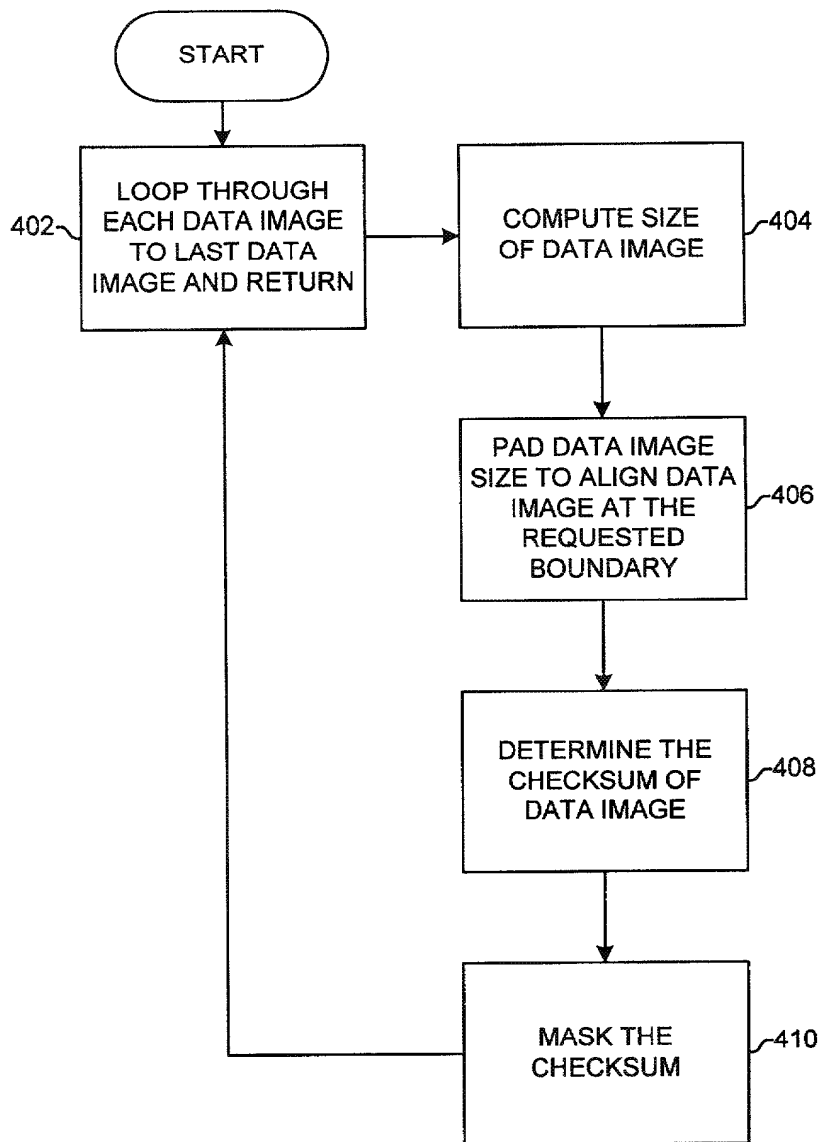 START
402
LOOP THROUGH
EACH DATA IMAGE
TO LAST DATA
IMAGE AND RETURN
COMPUTE SIZE
OF DATA IMAGE
404
PAD DATA IMAGE
SIZE TO ALIGN DATA
IMAGE AT THE
REQUESTED
BOUNDARY
406
DETERMINE THE
CHECKSUM OF
DATA IMAGE
408
MASK THE
CHECKSUM
410